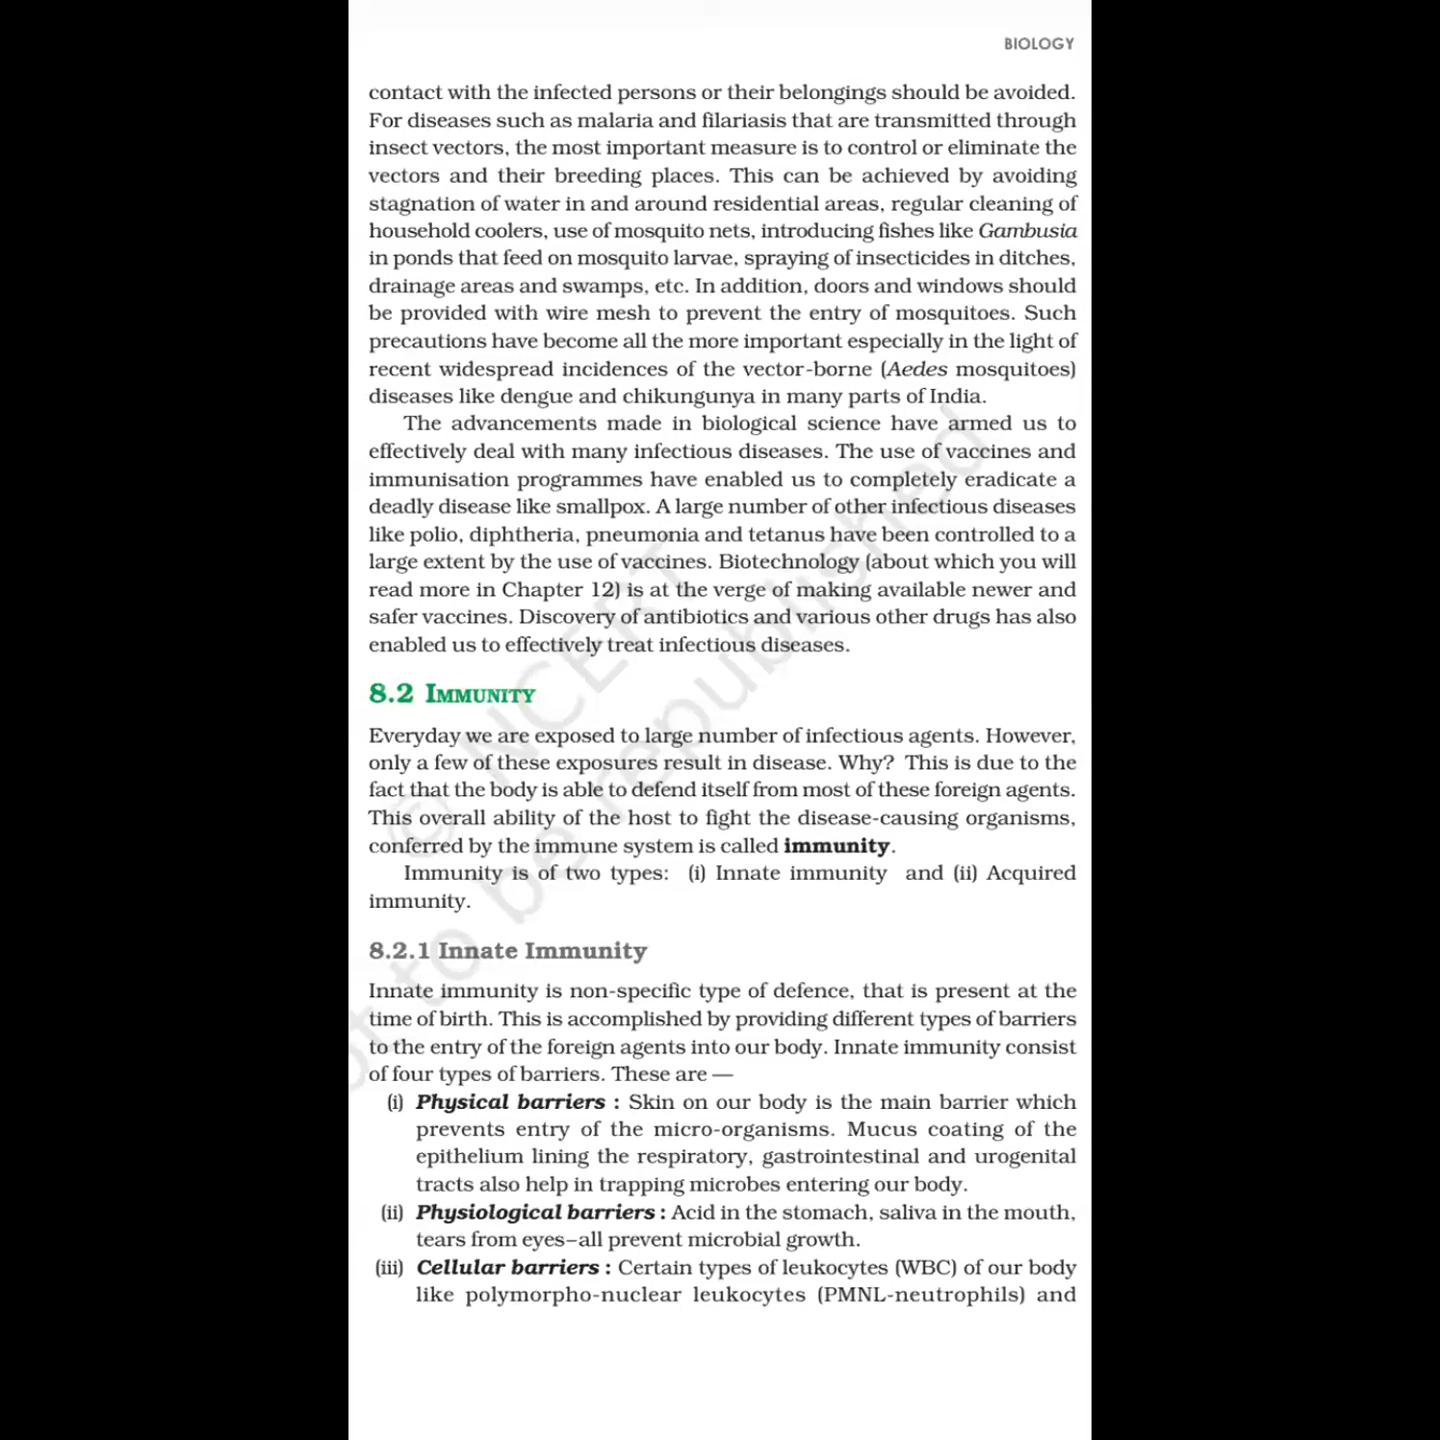 BIOLOGY
contact with the infected persons or their belongings should be avoided.
For diseases such as malaria and filariasis that are transmitted through
insect vectors, the most important measure is to control or eliminate the
vectors and their breeding places. This can be achieved by avoiding
stagnation of water in and around residential areas, regular cleaning of
household coolers, use of mosquito nets, introducing fishes like Gambusia
in ponds that feed on mosquito larvae, spraying of insecticides in ditches,
drainage areas and swamps, etc. In addition, doors and windows should
be provided with wire mesh to prevent the entry of mosquitoes. Such
precautions have become all the more important especially in the light of
recent widespread incidences of the vector-borne (Aedes mosquitoes)
diseases like dengue and chikungunya in many parts of India.
The advancements made in biological science have armed us to
effectively deal with many infectious diseases. The use of vaccines and
immunisation programmes have enabled us to completely eradicate a
deadly disease like smallpox. A large number of other infectious diseases
like polio, diphtheria, pneumonia and tetanus have been controlled to a
large extent by the use of vaccines. Biotechnology (about which you will
read more in Chapter 12) is at the verge of making available newer and
safer vaccines. Discovery of antibiotics and various other drugs has also
enabled us to effectively treat infectious diseases.
8.2 IMMUNITY
Everyday we are exposed to large number of infectious agents. However,
only a few of these exposures result in disease. Why? This is due to the
fact that the body is able to defend itself from most of these foreign agents.
This overall ability of the host to fight the disease-causing organisms,
conferred by the immune system is called immunity.
Immunity is of two types: (i) Innate immunity and (ii) Acquired
immunity.
8.2.1 Innate Immunity
Innate immunity is non-specific type of defence, that is present at the
time of birth. This is accomplished by providing different types of barriers
to the entry of the foreign agents into our body. Innate immunity consist
of four types of barriers. These are —
(i) Physical barriers : Skin on our body is the main barrier which
prevents entry of the micro-organisms. Mucus coating of the
epithelium lining the respiratory, gastrointestinal and urogenital
tracts also help in trapping microbes entering our body.
(ii) Physiological barriers : Acid in the stomach, saliva in the mouth,
tears from eyes–all prevent microbial growth.
(iii) Cellular barriers : Certain types of leukocytes (WBC) of our body
like polymorpho-nuclear leukocytes (PMNL-neutrophils) and
© NCERT
to be republished